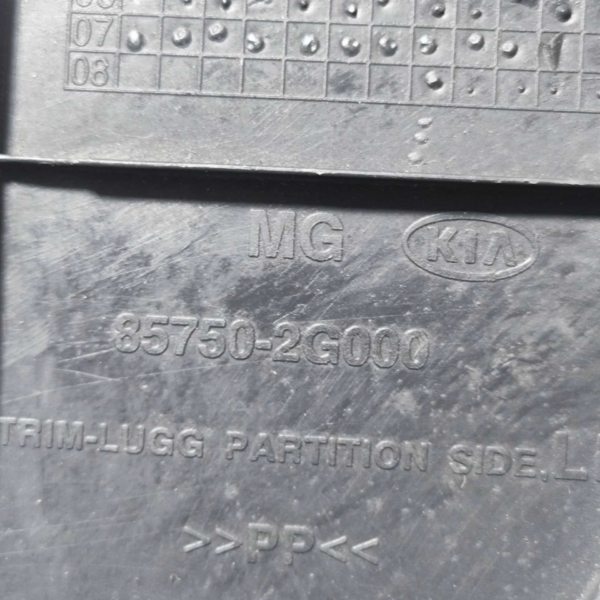 07
08
MG KIA
85750-2G000
TRIM-LUGG PARTITION SIDE,L
>>PP<<